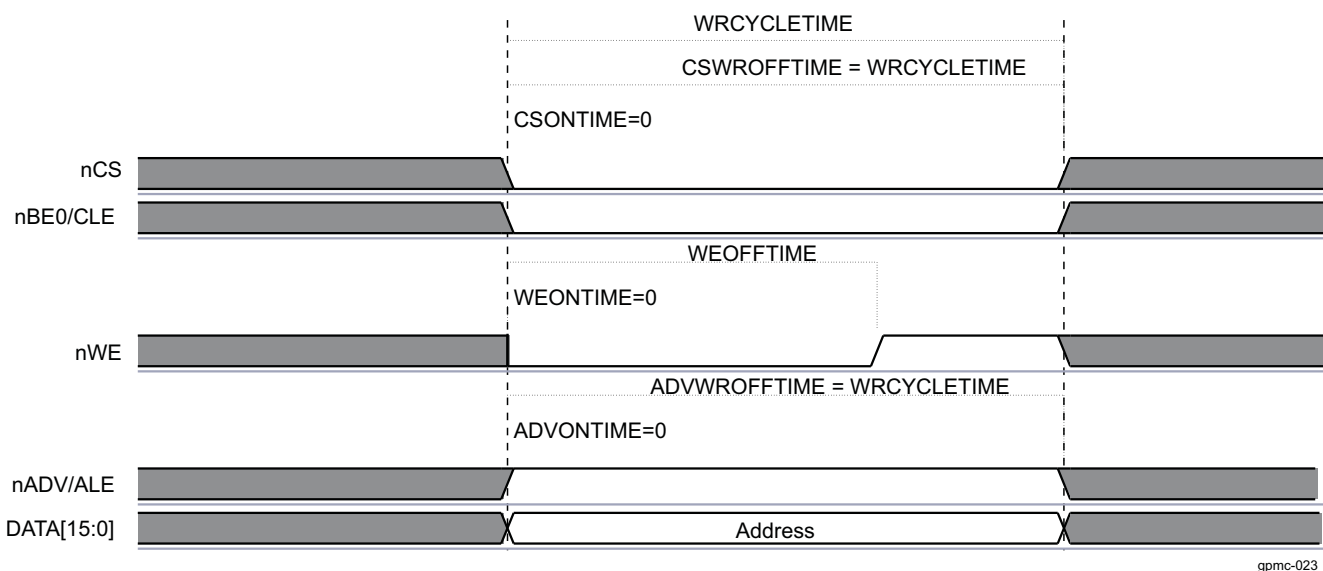 WRCYCLETIME
CSWROFFTIME = WRCYCLETIME
CSONTIME=0
nCS
nBE0/CLE
WEOFFTIME
WEONTIME=0
nWE
ADVWROFFTIME = WRCYCLETIME
ADVONTIME=0
nADV/ALE
DATA[15:0]
Address
gpmc-023